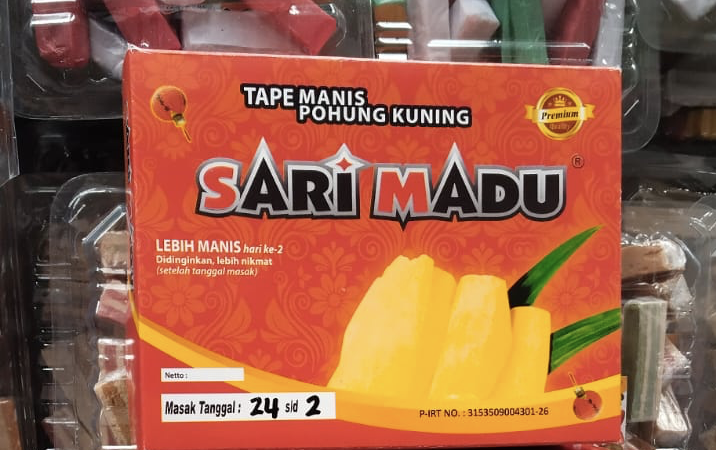 TAPE MANIS
POHUNG KUNING
Premium
SARI MADU ®
LEBIH MANIS hari ke-2
Didinginkan, lebih nikmat
(setelah tanggal masak)
Netto :
Masak Tanggal : 24 s/d 2
P-IRT NO. : 3153509004301-26